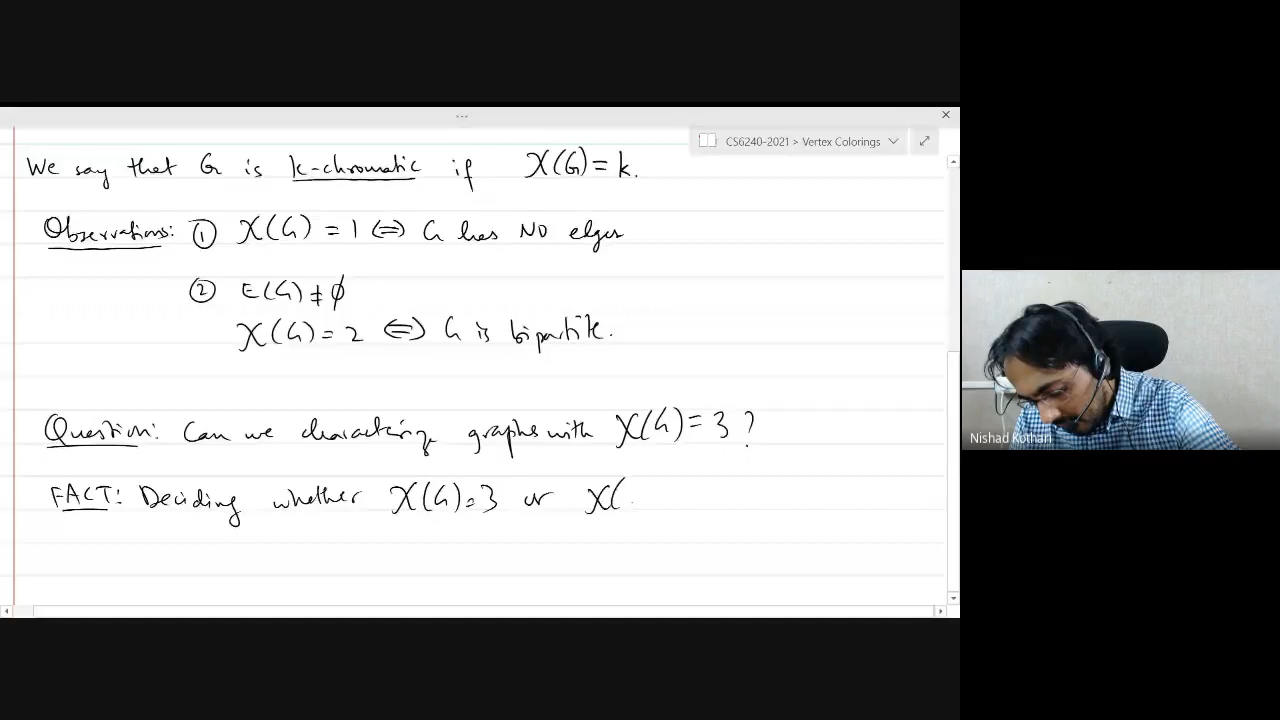 CS6240-2021 > Vertex Colorings
We say that G is k-chromatic if χ(G) = k.
Observations: ① χ(G) = 1 ⇔ G has NO edges
② E(G) ≠ ϕ
χ(G) = 2 ⇔ G is bipartite.
Question: Can we characterize graphs with χ(G) = 3 ?
FACT: Deciding whether χ(G) = 3 or χ(
Nishad Kothari